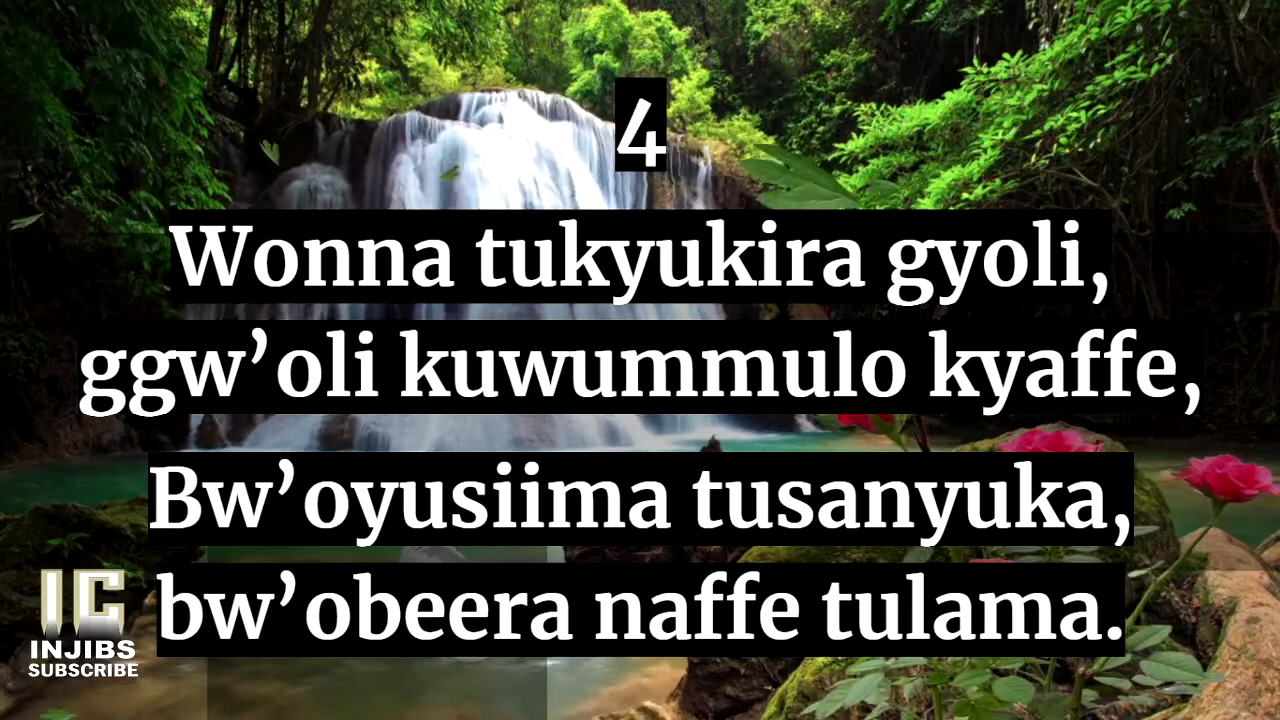 4
Wonna tukyukira gyoli,
ggw’oli kuwummulo kyaffe,
Bw’oyusiima tusanyuka,
bw’obeera naffe tulama.
IC
INJIBS
SUBSCRIBE